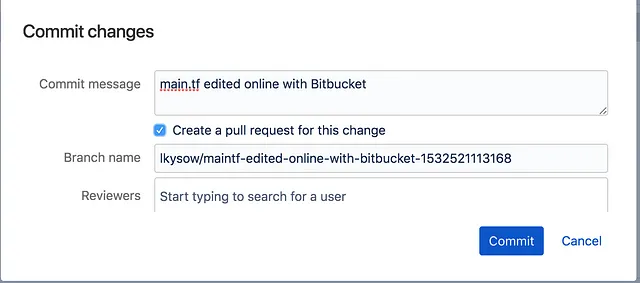 Commit changes
Commit message
main.tf edited online with Bitbucket
Create a pull request for this change
Branch name
lkysow/maintf-edited-online-with-bitbucket-1532521113168
Reviewers
Start typing to search for a user
Commit
Cancel